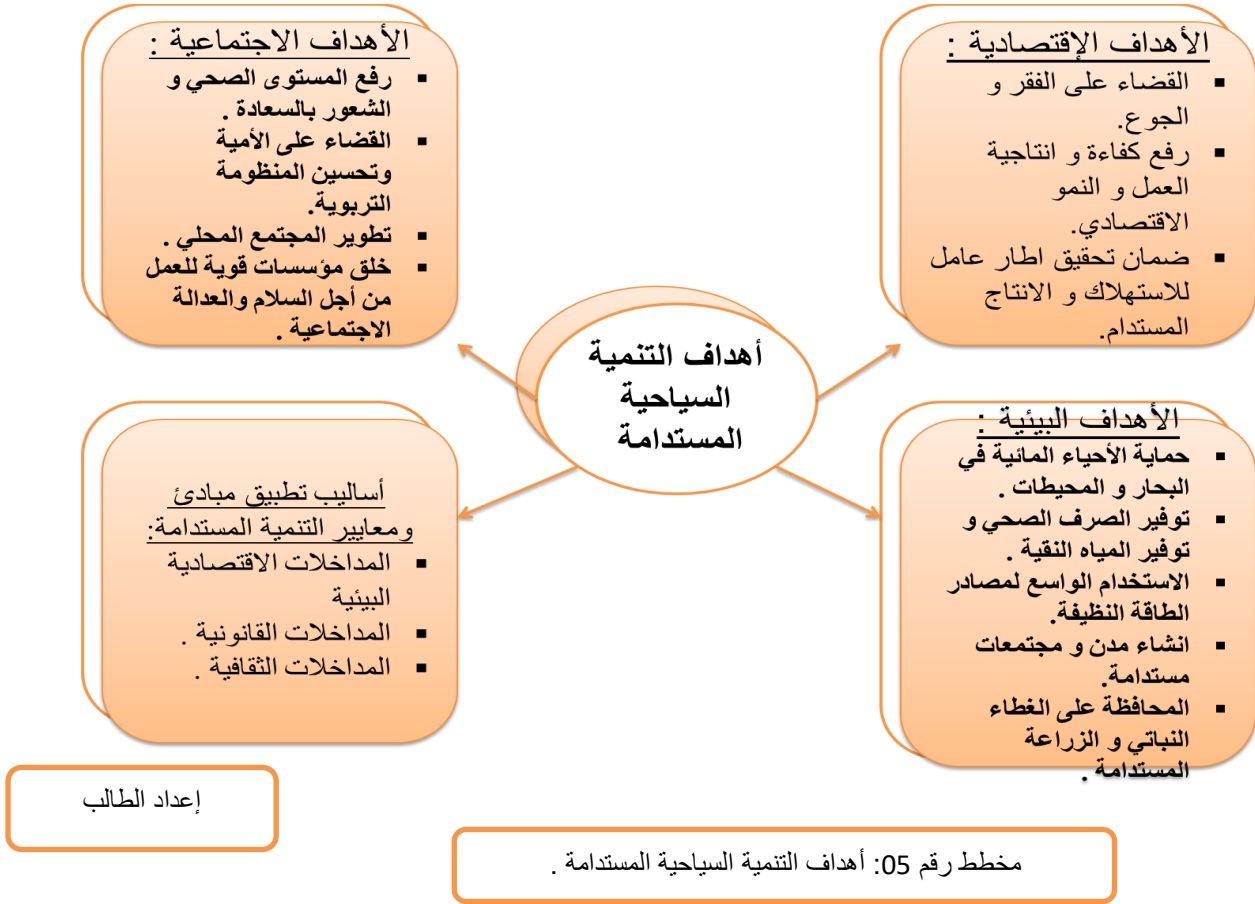 الأهداف الإقتصادية :
▪ القضاء على الفقر و
الجوع.
▪ رفع كفاءة و انتاجية
العمل و النمو
الاقتصادي.
▪ ضمان تحقيق اطار عامل
للاستهلاك و الانتاج
المستدام.
الأهداف الاجتماعية :
▪ رفع المستوى الصحي و
الشعور بالسعادة .
▪ القضاء على الأمية
وتحسين المنظومة
التربوية.
▪ تطوير المجتمع المحلي .
▪ خلق مؤسسات قوية للعمل
من أجل السلام والعدالة
الاجتماعية .
أهداف التنمية
السياحية
المستدامة
الأهداف البيئية :
▪ حماية الأحياء المائية في
البحار و المحيطات .
▪ توفير الصرف الصحي و
توفير المياه النقية .
▪ الاستخدام الواسع لمصادر
الطاقة النظيفة.
▪ انشاء مدن و مجتمعات
مستدامة.
▪ المحافظة على الغطاء
النباتي و الزراعة
المستدامة .
أساليب تطبيق مبادئ
ومعايير التنمية المستدامة:
▪ المداخلات الاقتصادية
البيئية
▪ المداخلات القانونية .
▪ المداخلات الثقافية .
إعداد الطالب
مخطط رقم 05: أهداف التنمية السياحية المستدامة .